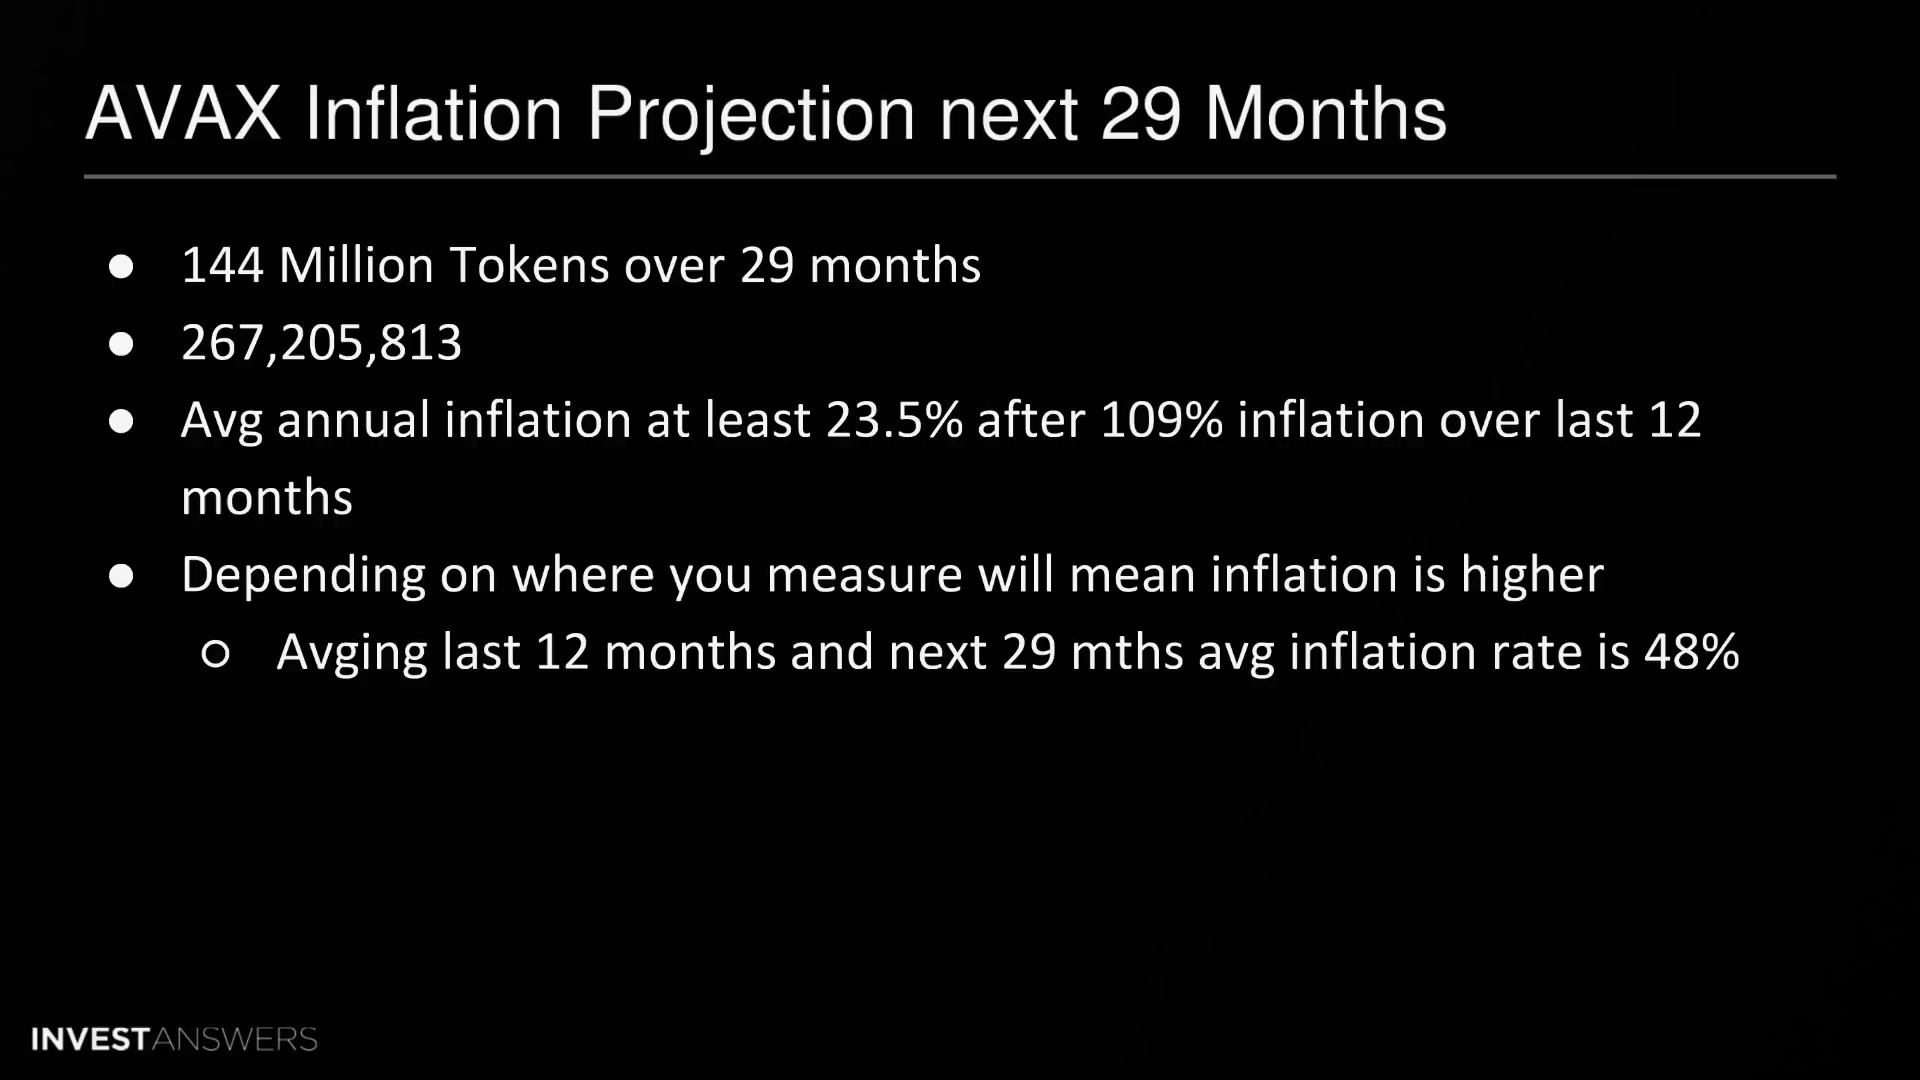 AVAX Inflation Projection next 29 Months
● 144 Million Tokens over 29 months
● 267,205,813
● Avg annual inflation at least 23.5% after 109% inflation over last 12
months
● Depending on where you measure will mean inflation is higher
○ Avging last 12 months and next 29 mths avg inflation rate is 48%
INVESTANSWERS